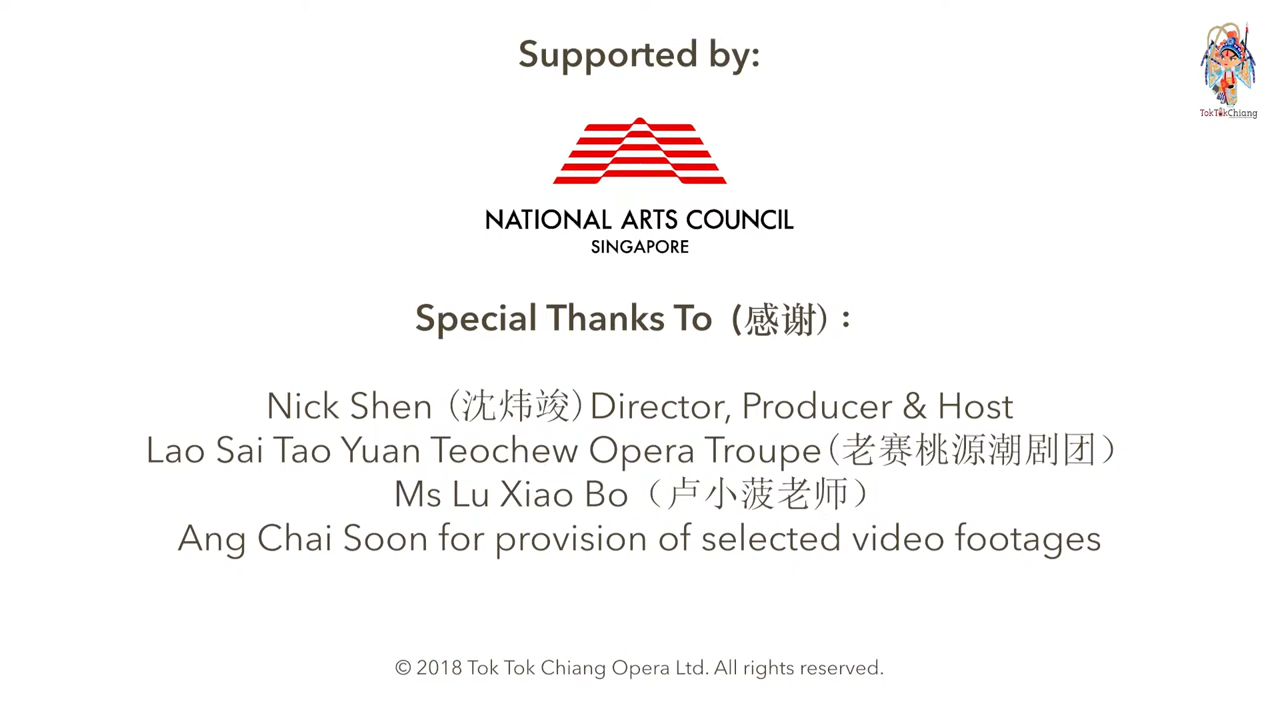 Supported by:
TokTokChiang
NATIONAL ARTS COUNCIL
SINGAPORE
Special Thanks To (感谢)：
Nick Shen (沈炜竣)Director, Producer & Host
Lao Sai Tao Yuan Teochew Opera Troupe(老赛桃源潮剧团）
Ms Lu Xiao Bo（卢小菠老师）
Ang Chai Soon for provision of selected video footages
© 2018 Tok Tok Chiang Opera Ltd. All rights reserved.